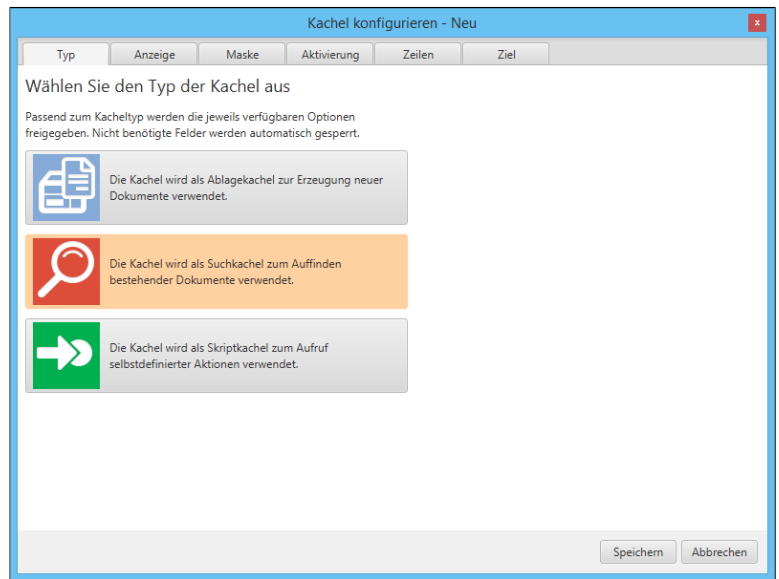 Kachel konfigurieren - Neu
x
Typ Anzeige Maske Aktivierung Zeilen Ziel
Wählen Sie den Typ der Kachel aus
Passend zum Kacheltyp werden die jeweils verfügbaren Optionen
freigegeben. Nicht benötigte Felder werden automatisch gesperrt.
Die Kachel wird als Ablagekachel zur Erzeugung neuer
Dokumente verwendet.
Die Kachel wird als Suchkachel zum Auffinden
bestehender Dokumente verwendet.
Die Kachel wird als Skriptkachel zum Aufruf
selbstdefinierter Aktionen verwendet.
Speichern Abbrechen